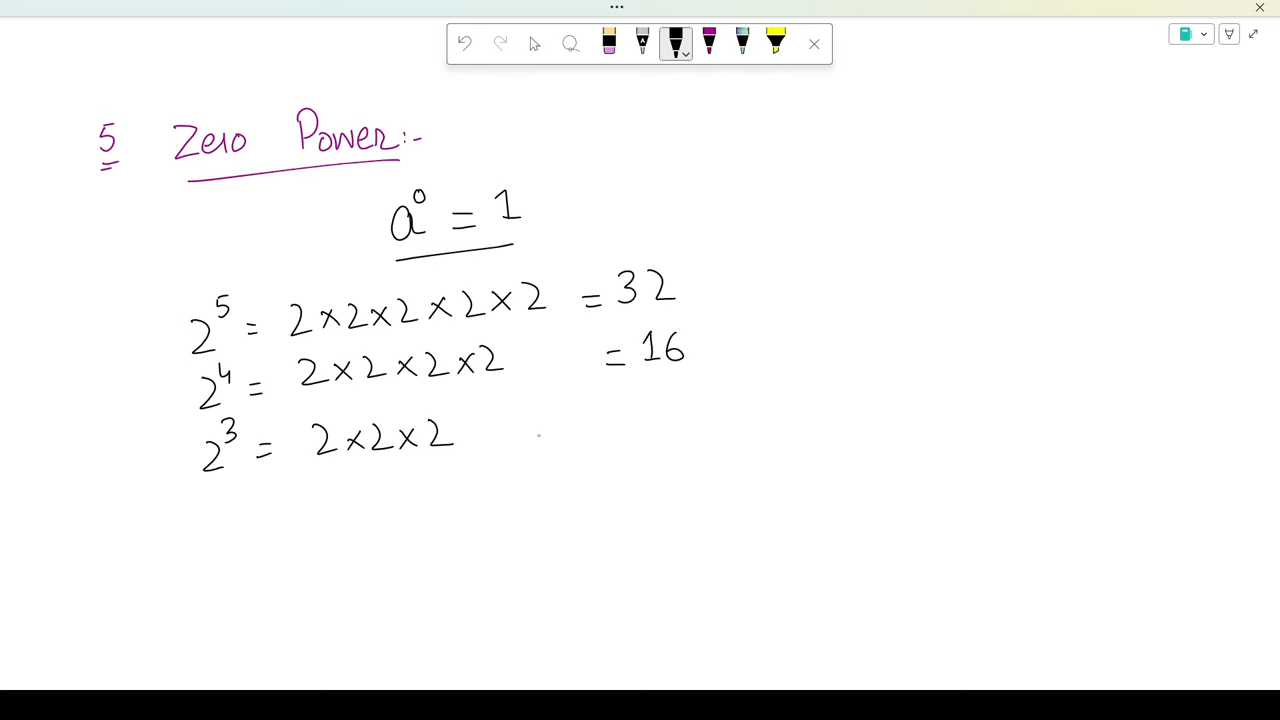 5 Zero Power:-
a⁰ = 1
2⁵ = 2×2×2×2×2 = 32
2⁴ = 2×2×2×2 = 16
2³ = 2×2×2